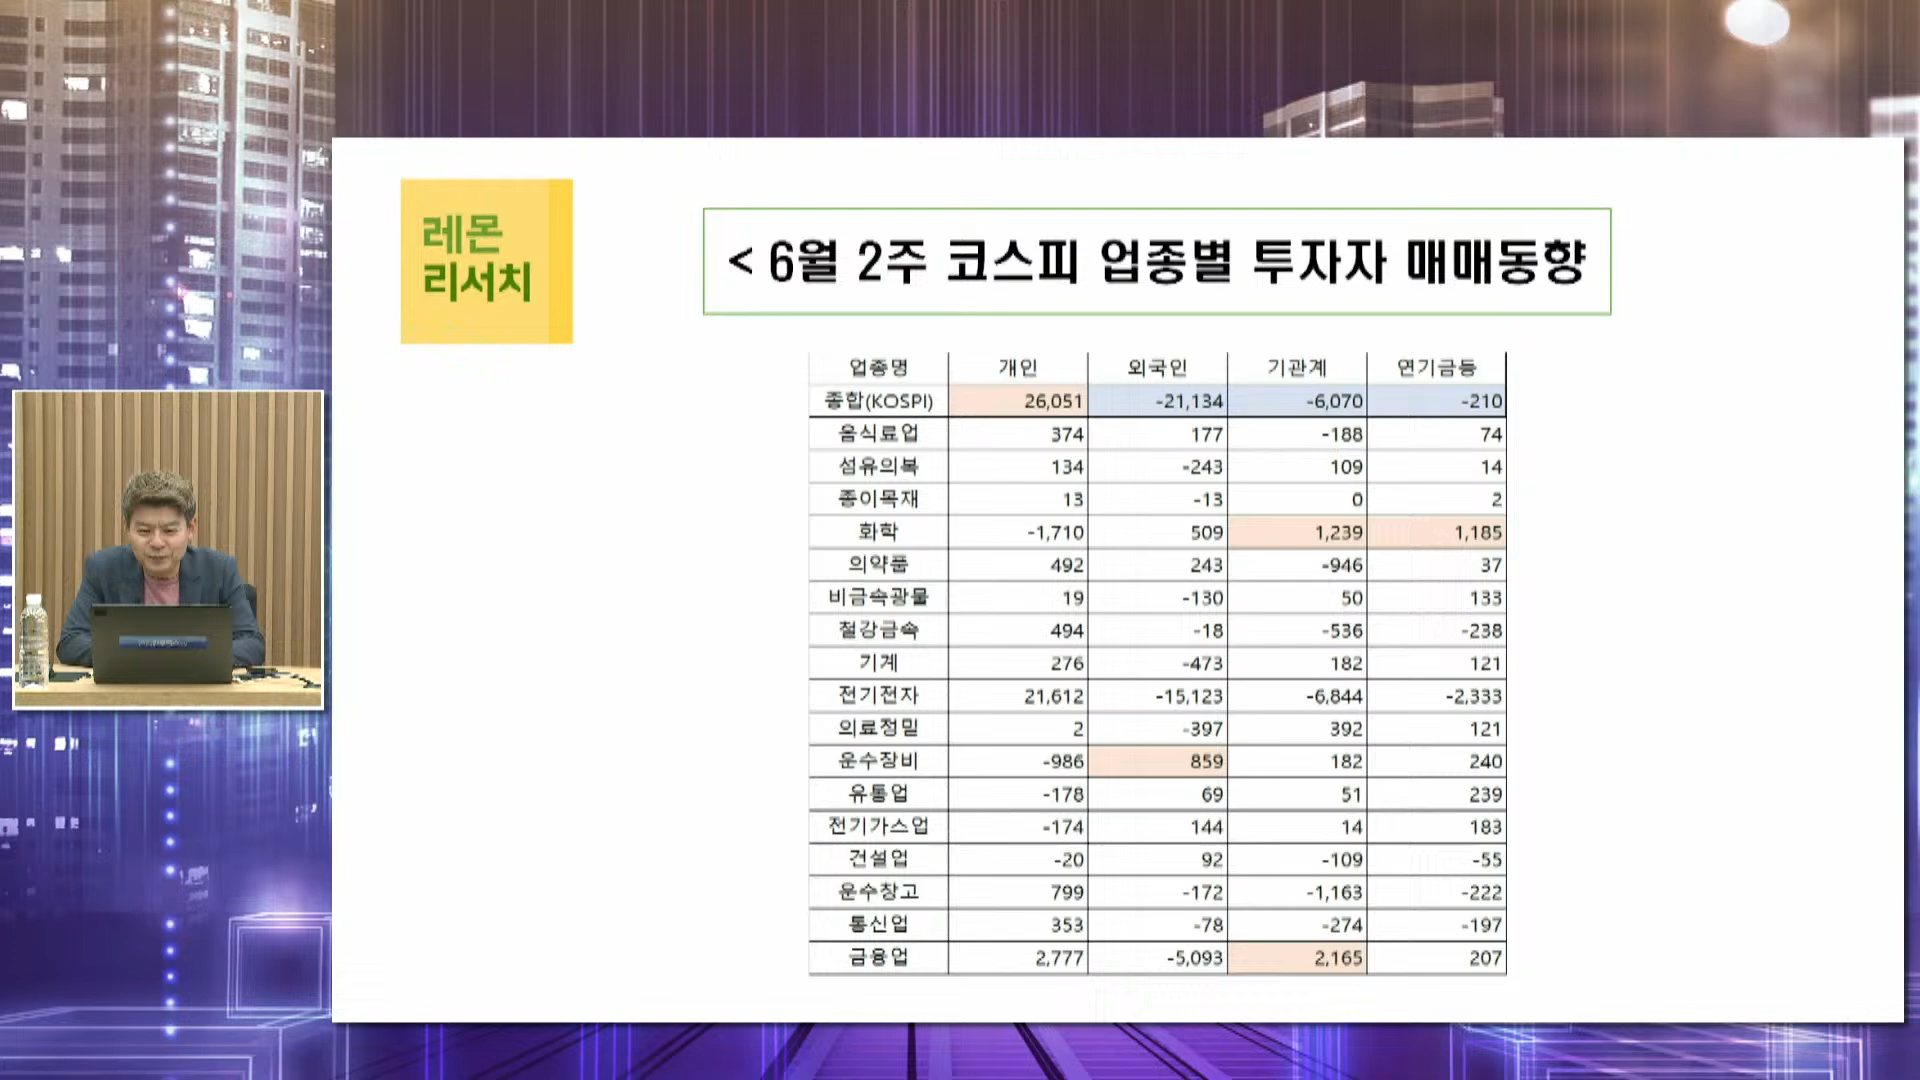 레몬
리서치
< 6월 2주 코스피 업종별 투자자 매매동향
업종명 개인 외국인 기관계 연기금등
종합(KOSPI) 26,051 -21,134 -6,070 -210
음식료업 374 177 -188 74
섬유의복 134 -243 109 14
종이목재 13 -13 0 2
화학 -1,710 509 1,239 1,185
의약품 492 243 -946 37
비금속광물 19 -130 50 133
철강금속 494 -18 -536 -238
기계 276 -473 182 121
전기전자 21,612 -15,123 -6,844 -2,333
의료정밀 2 -397 392 121
운수장비 -986 859 182 240
유통업 -178 69 51 239
전기가스업 -174 144 14 183
건설업 -20 92 -109 -55
운수창고 799 -172 -1,163 -222
통신업 353 -78 -274 -197
금융업 2,777 -5,093 2,165 207